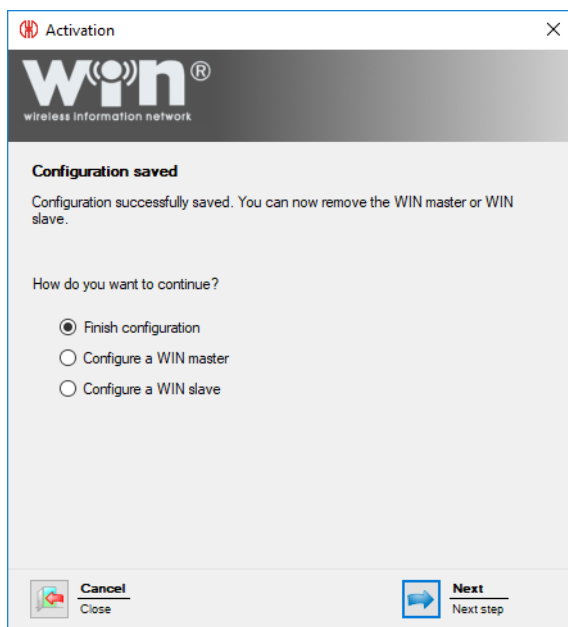 Activation
WIN®
wireless information network
Configuration saved
Configuration successfully saved. You can now remove the WIN master or WIN
slave.
How do you want to continue?
Finish configuration
Configure a WIN master
Configure a WIN slave
Cancel
Close
Next
Next step